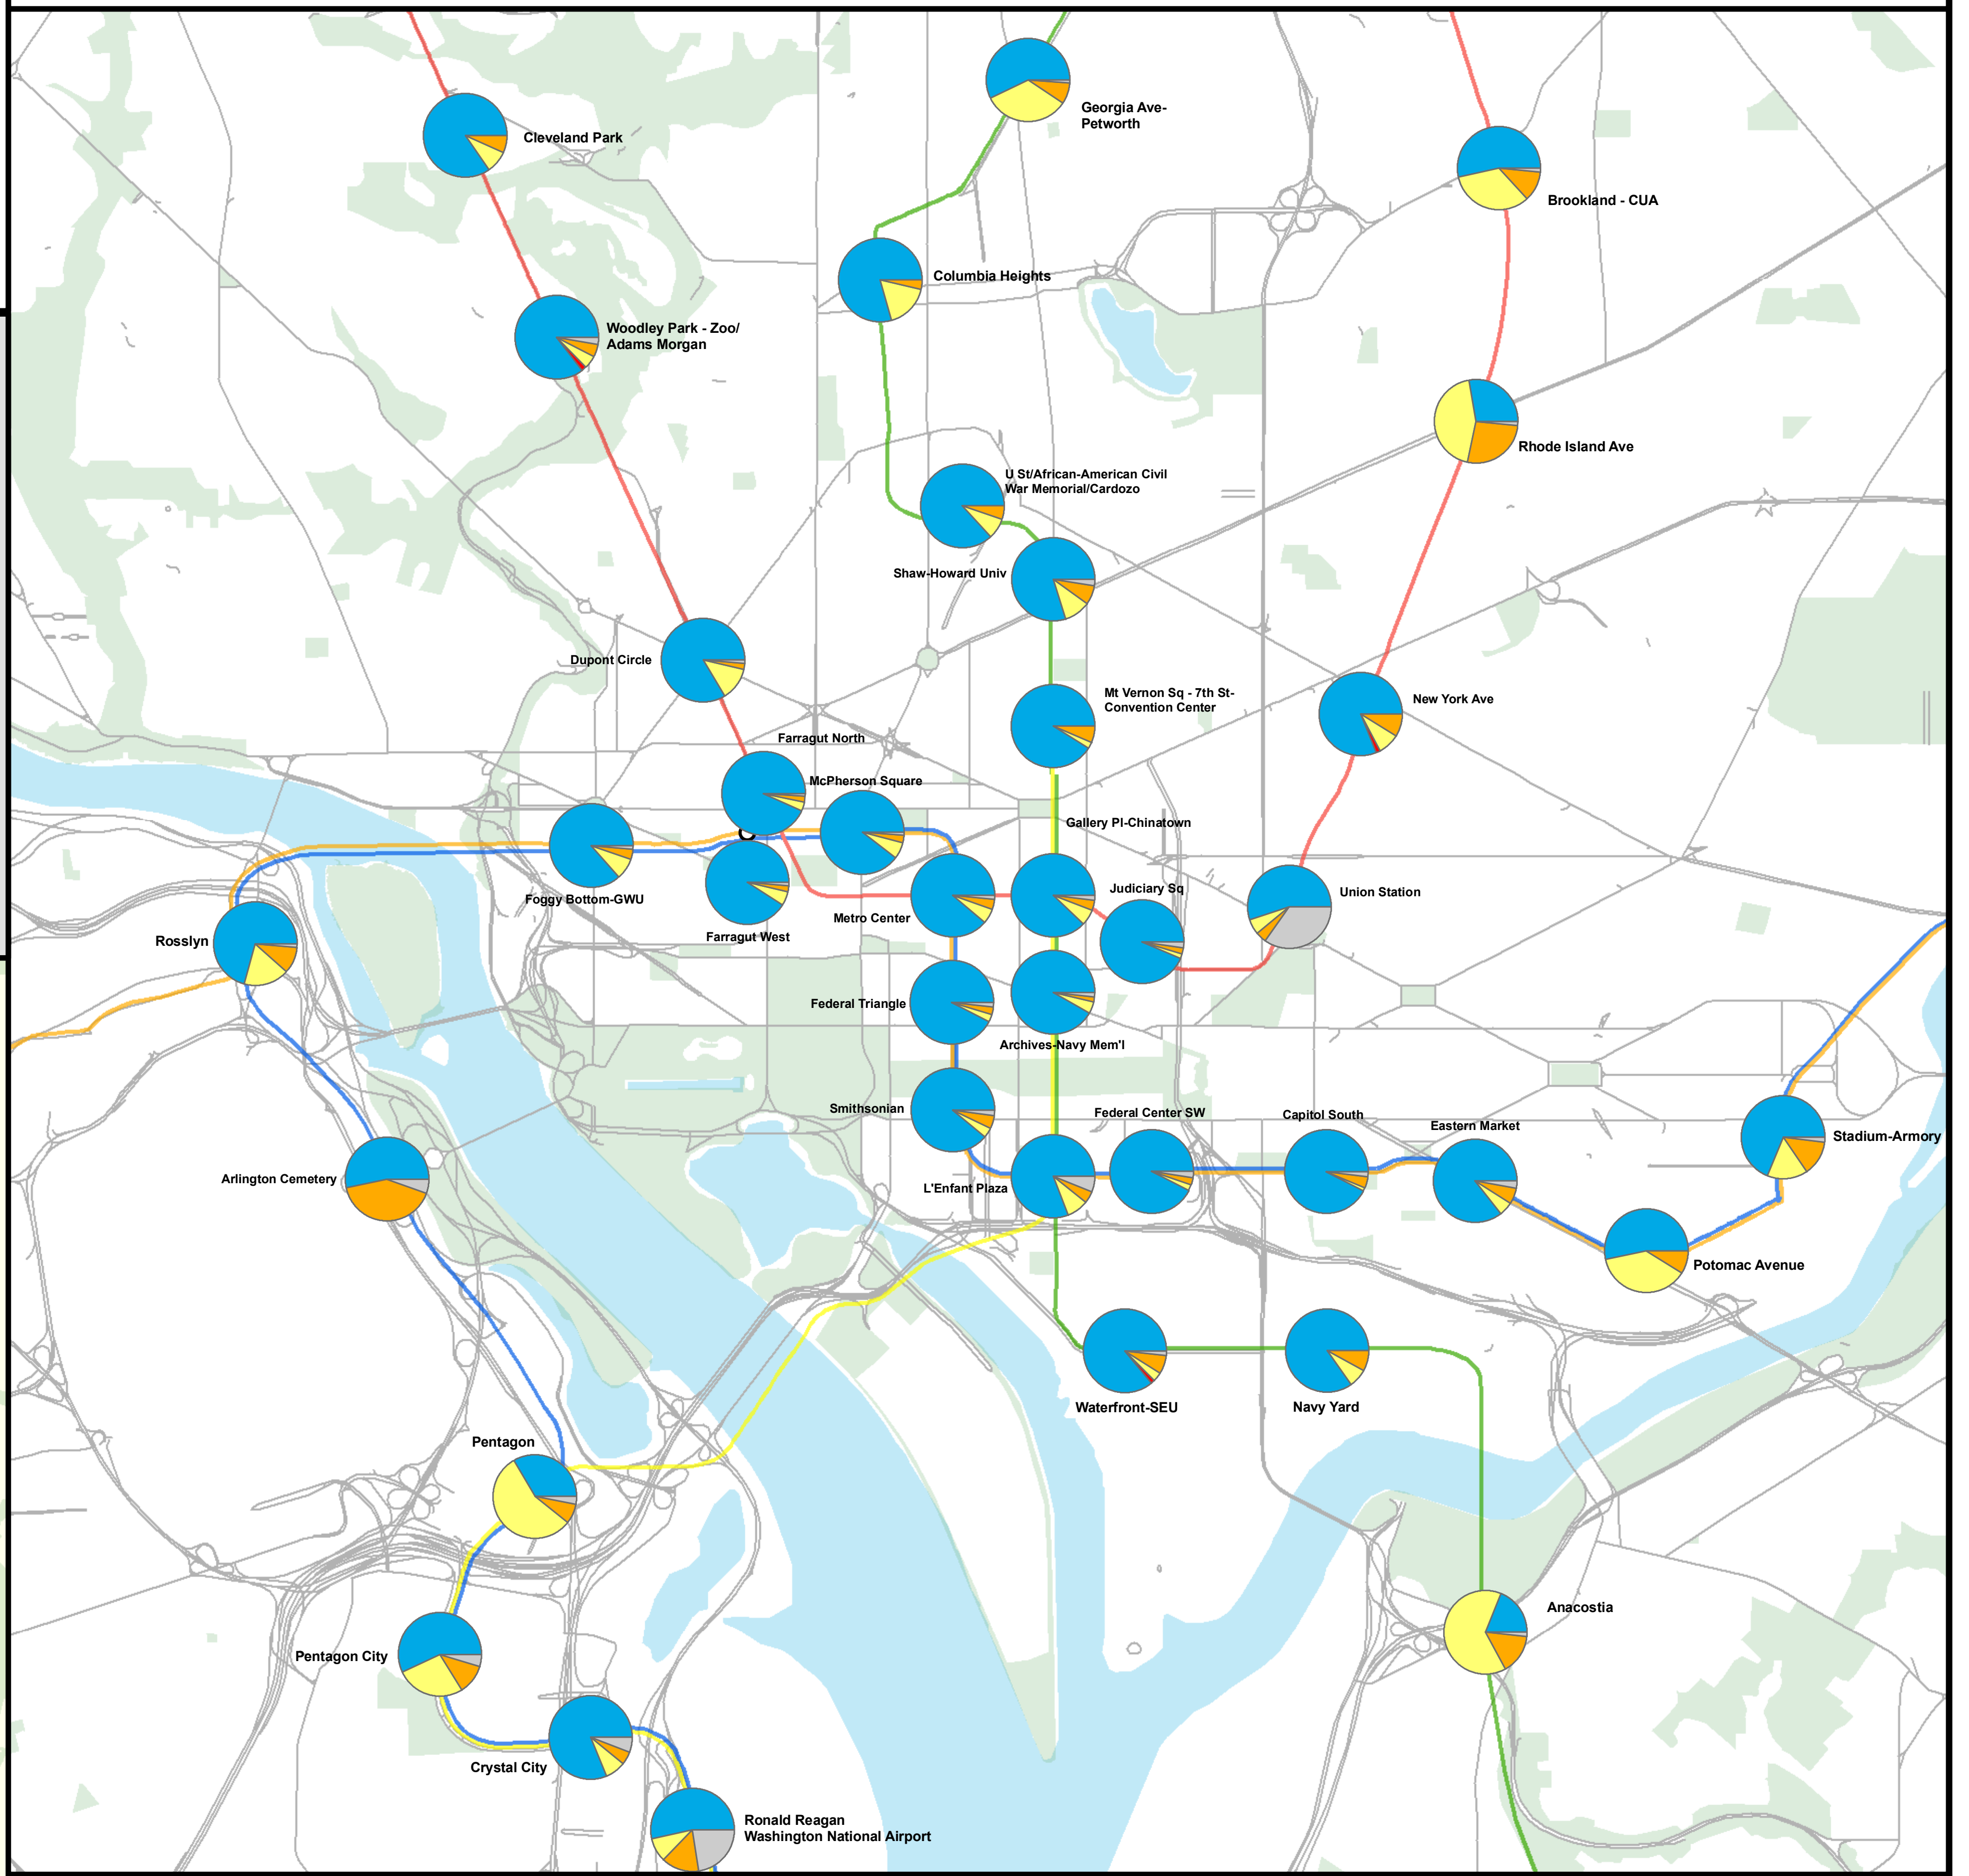 Georgia Ave-
Petworth
Cleveland Park
Brookland - CUA
Columbia Heights
Woodley Park - Zoo/
Adams Morgan
Rhode Island Ave
U St/African-American Civil
War Memorial/Cardozo
Shaw-Howard Univ
Dupont Circle
Mt Vernon Sq - 7th St-
Convention Center
New York Ave
Farragut North
McPherson Square
Gallery Pl-Chinatown
Judiciary Sq
Union Station
Foggy Bottom-GWU
Metro Center
Farragut West
Rosslyn
Federal Triangle
Archives-Navy Mem'l
Smithsonian
Federal Center SW
Capitol South
Eastern Market
Stadium-Armory
Arlington Cemetery
L'Enfant Plaza
Potomac Avenue
Waterfront-SEU
Navy Yard
Pentagon
Anacostia
Pentagon City
Crystal City
Ronald Reagan
Washington National Airport